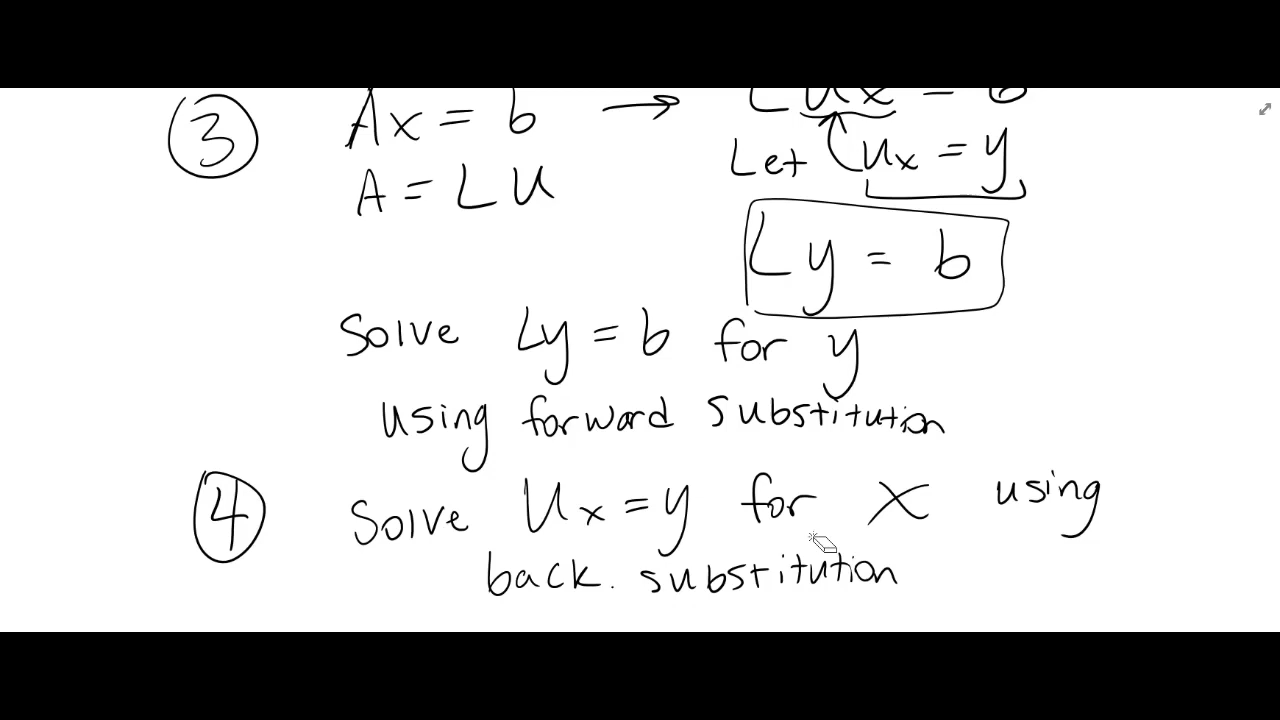 ③ Ax = b → LUx = b
A = LU
Let Ux = y
Ly = b
Solve Ly = b for y
using forward substitution
④ Solve Ux = y for x using
back. substitution